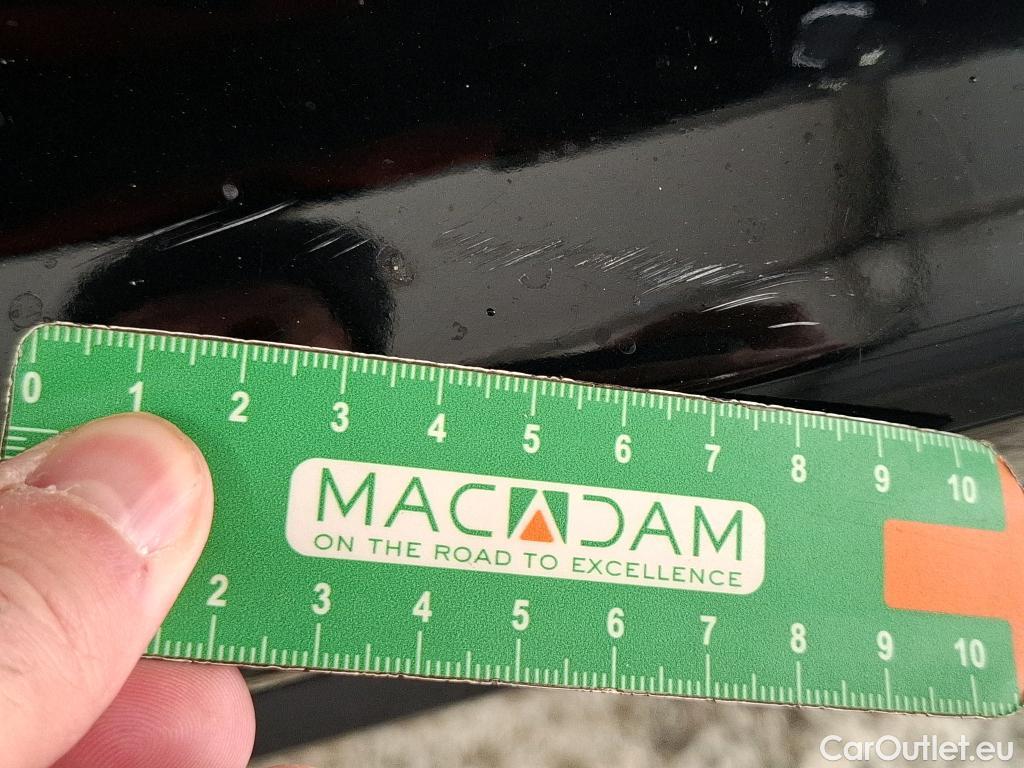 0 1 2 3 4 5 6 7 8 9 10
MACADAM
ON THE ROAD TO EXCELLENCE
2 3 4 5 6 7 8 9 10
CarOutlet.eu